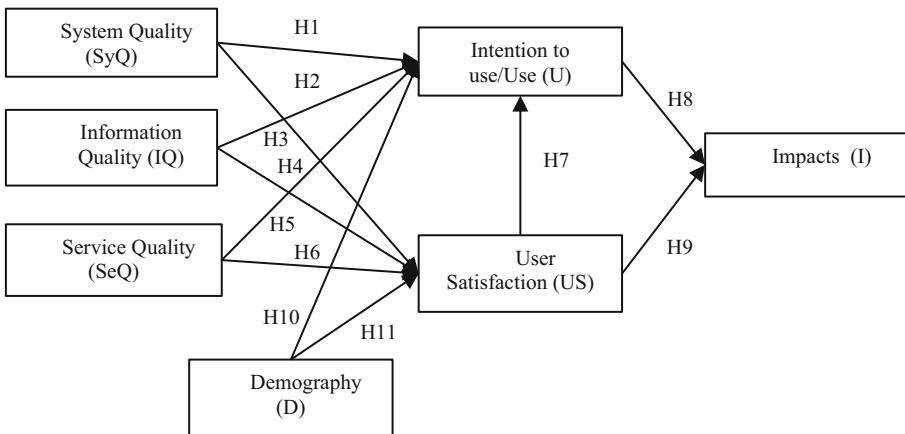 System Quality
(SyQ)
H1
Intention to
use/Use (U)
H2
H8
Information
Quality (IQ)
H3
H4
H7
Impacts (I)
H5
Service Quality
(SeQ)
H6
User
Satisfaction (US)
H9
H10
H11
Demography
(D)